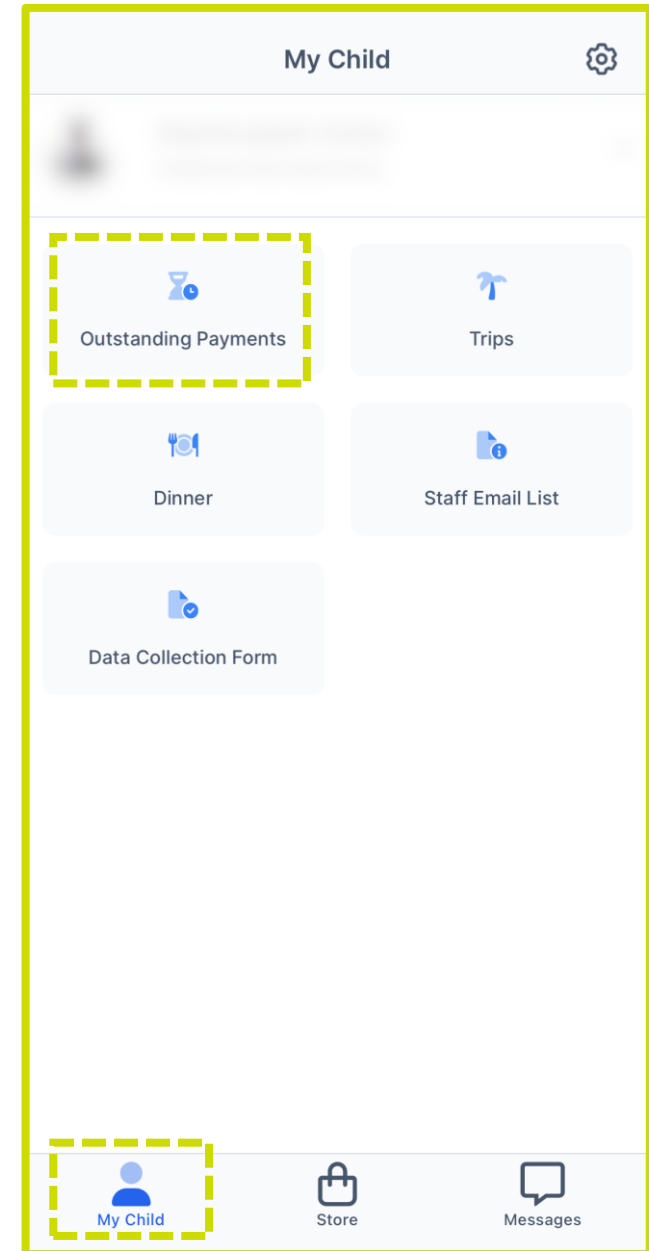 My Child
Outstanding Payments
Trips
Dinner
Staff Email List
Data Collection Form
My Child
Store
Messages